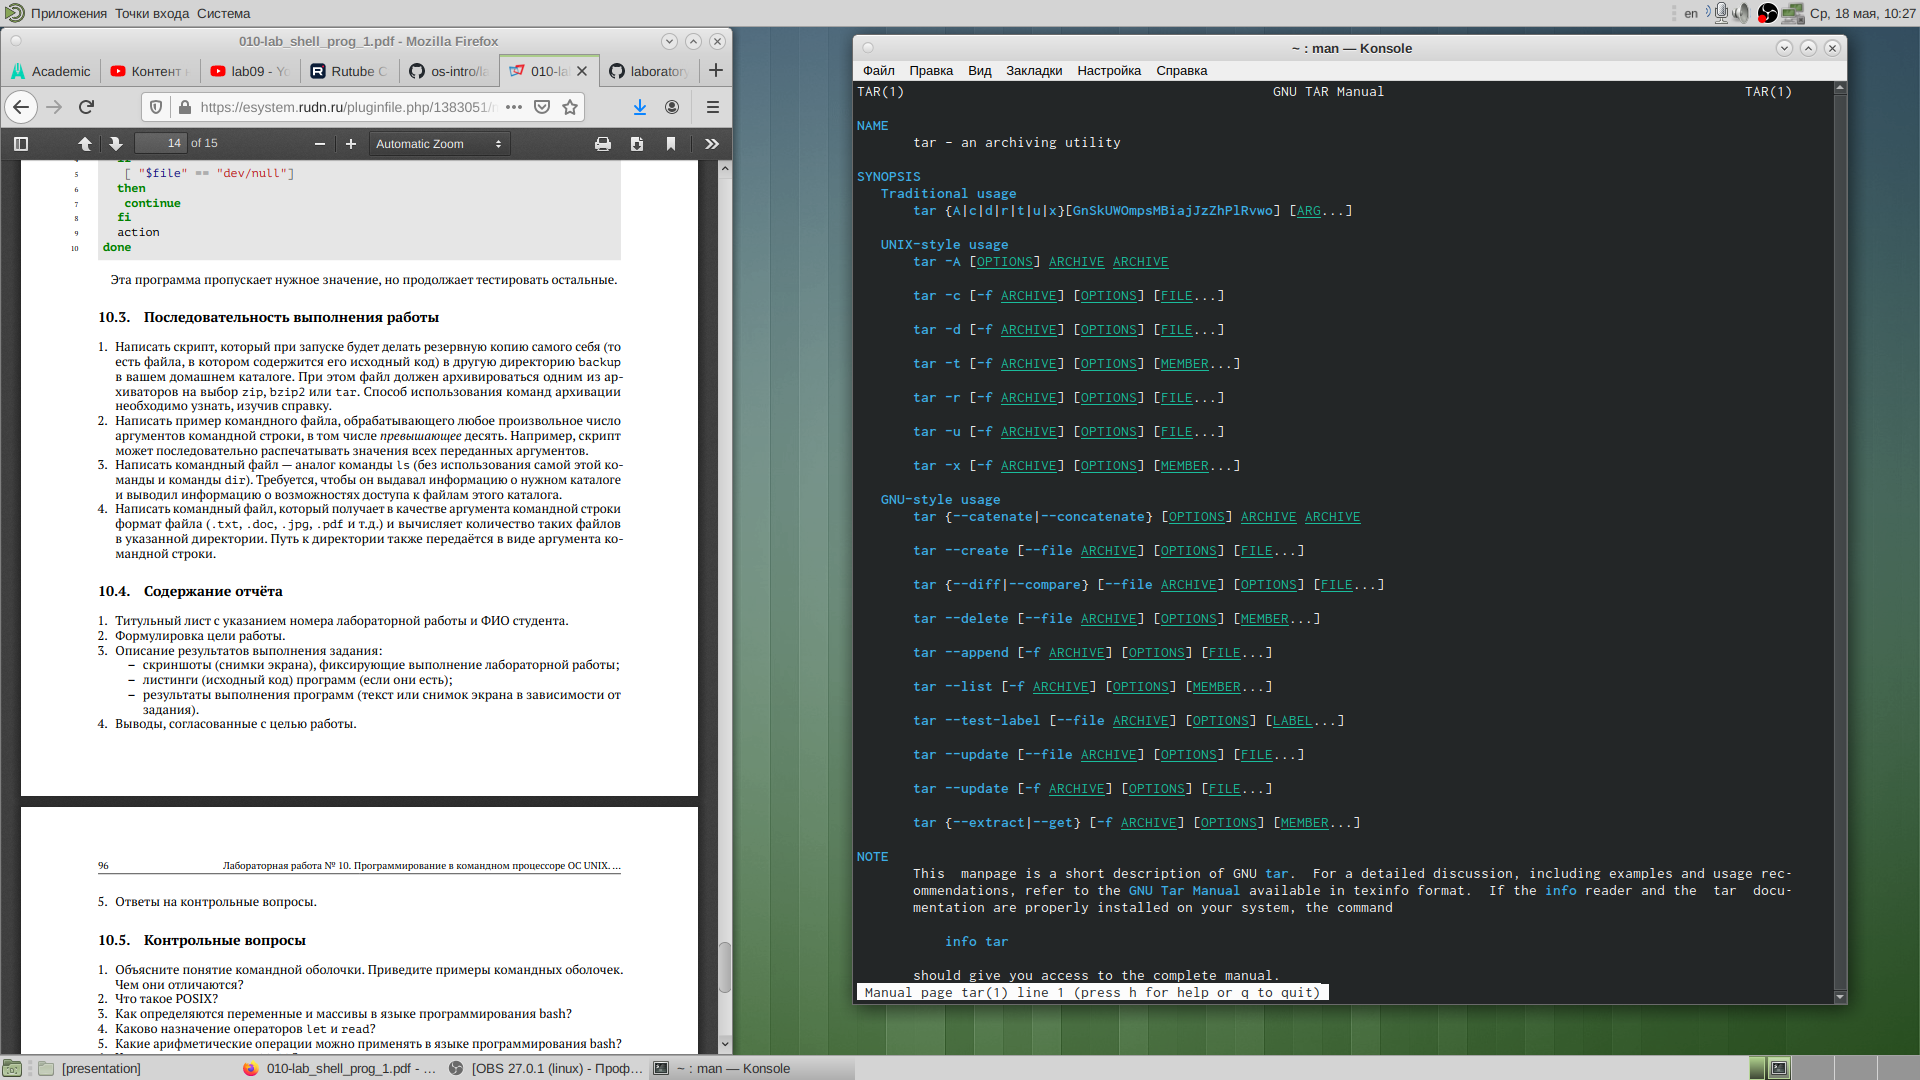 Приложения Точки входа Система
en
Ср, 18 мая, 10:27
010-lab_shell_prog_1.pdf - Mozilla Firefox
Academic
Контент
lab09 - Yo
Rutube
os-intro/la
010-la
laboratory
https://esystem.rudn.ru/pluginfile.php/1383051/
14 of 15
Automatic Zoom
5 [ "$file" == "dev/null"]
6 then
7 continue
8 fi
9 action
10 done
Эта программа пропускает нужное значение, но продолжает тестировать остальные.
10.3. Последовательность выполнения работы
1. Написать скрипт, который при запуске будет делать резервную копию самого себя (то
есть файла, в котором содержится его исходный код) в другую директорию backup
в вашем домашнем каталоге. При этом файл должен архивироваться одним из ар-
хиваторов на выбор zip, bzip2 или tar. Способ использования команд архивации
необходимо узнать, изучив справку.
2. Написать пример командного файла, обрабатывающего любое произвольное число
аргументов командной строки, в том числе превышающее десять. Например, скрипт
может последовательно распечатывать значения всех переданных аргументов.
3. Написать командный файл — аналог команды ls (без использования самой этой ко-
манды и команды dir). Требуется, чтобы он выдавал информацию о нужном каталоге
и выводил информацию о возможностях доступа к файлам этого каталога.
4. Написать командный файл, который получает в качестве аргумента командной строки
формат файла (.txt, .doc, .jpg, .pdf и т.д.) и вычисляет количество таких файлов
в указанной директории. Путь к директории также передаётся в виде аргумента ко-
мандной строки.
10.4. Содержание отчёта
1. Титульный лист с указанием номера лабораторной работы и ФИО студента.
2. Формулировка цели работы.
3. Описание результатов выполнения задания:
– скриншоты (снимки экрана), фиксирующие выполнение лабораторной работы;
– листинги (исходный код) программ (если они есть);
– результаты выполнения программ (текст или снимок экрана в зависимости от
задания).
4. Выводы, согласованные с целью работы.
96 Лабораторная работа № 10. Программирование в командном процессоре ОС UNIX. ...
5. Ответы на контрольные вопросы.
10.5. Контрольные вопросы
1. Объясните понятие командной оболочки. Приведите примеры командных оболочек.
Чем они отличаются?
2. Что такое POSIX?
3. Как определяются переменные и массивы в языке программирования bash?
4. Каково назначение операторов let и read?
5. Какие арифметические операции можно применять в языке программирования bash?
~ : man — Konsole
Файл Правка Вид Закладки Настройка Справка
TAR(1) GNU TAR Manual TAR(1)
NAME
tar - an archiving utility
SYNOPSIS
Traditional usage
tar {A|c|d|r|t|u|x}[GnSkUWOmpsMBiajJzZhPlRvwo] [ARG...]
UNIX-style usage
tar -A [OPTIONS] ARCHIVE ARCHIVE
tar -c [-f ARCHIVE] [OPTIONS] [FILE...]
tar -d [-f ARCHIVE] [OPTIONS] [FILE...]
tar -t [-f ARCHIVE] [OPTIONS] [MEMBER...]
tar -r [-f ARCHIVE] [OPTIONS] [FILE...]
tar -u [-f ARCHIVE] [OPTIONS] [FILE...]
tar -x [-f ARCHIVE] [OPTIONS] [MEMBER...]
GNU-style usage
tar {--catenate|--concatenate} [OPTIONS] ARCHIVE ARCHIVE
tar --create [--file ARCHIVE] [OPTIONS] [FILE...]
tar {--diff|--compare} [--file ARCHIVE] [OPTIONS] [FILE...]
tar --delete [--file ARCHIVE] [OPTIONS] [MEMBER...]
tar --append [-f ARCHIVE] [OPTIONS] [FILE...]
tar --list [-f ARCHIVE] [OPTIONS] [MEMBER...]
tar --test-label [--file ARCHIVE] [OPTIONS] [LABEL...]
tar --update [--file ARCHIVE] [OPTIONS] [FILE...]
tar --update [-f ARCHIVE] [OPTIONS] [FILE...]
tar {--extract|--get} [-f ARCHIVE] [OPTIONS] [MEMBER...]
NOTE
This manpage is a short description of GNU tar. For a detailed discussion, including examples and usage rec-
ommendations, refer to the GNU Tar Manual available in texinfo format. If the info reader and the tar docu-
mentation are properly installed on your system, the command
info tar
should give you access to the complete manual.
Manual page tar(1) line 1 (press h for help or q to quit)
[presentation]
010-lab_shell_prog_1.pdf - ...
[OBS 27.0.1 (linux) - Проф...
~ : man — Konsole